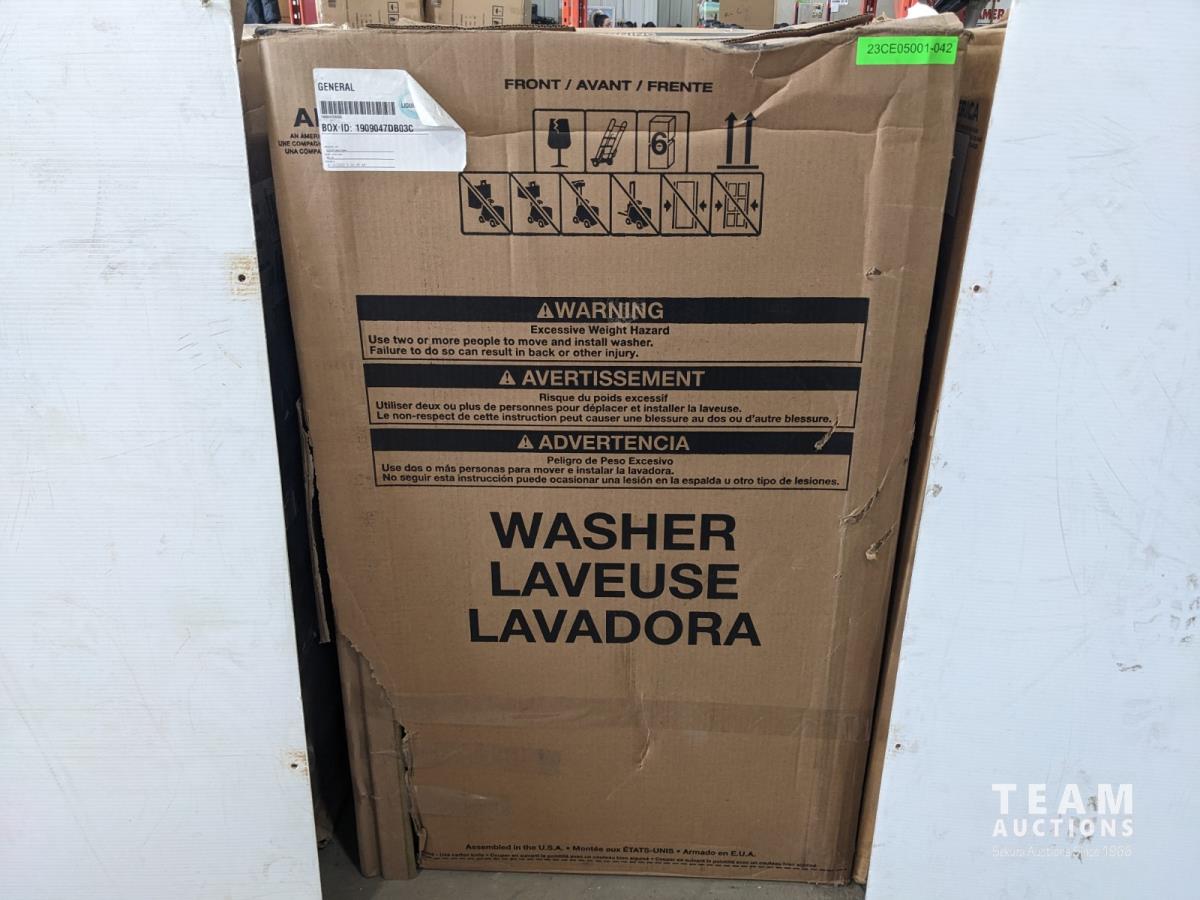 23CE05001-042
GENERAL
FRONT / AVANT / FRENTE
BOX ID: 1909047DB03C
6
WARNING
Excessive Weight Hazard
Use two or more people to move and install washer.
Failure to do so can result in back or other injury.
AVERTISSEMENT
Risque du poids excessif
Utiliser deux ou plus de personnes pour déplacer et installer la laveuse.
Le non-respect de cette instruction peut causer une blessure au dos ou d'autre blessure.
ADVERTENCIA
Peligro de Peso Excesivo
Use dos o más personas para mover e instalar la lavadora.
No seguir esta instrucción puede ocasionar una lesión en la espalda u otro tipo de lesiones.
WASHER
LAVEUSE
LAVADORA
TEAM
AUCTIONS
Sekura Auctions Since 1966
Assembled in the U.S.A. • Montée aux ÉTATS-UNIS • Armado en E.U.A.